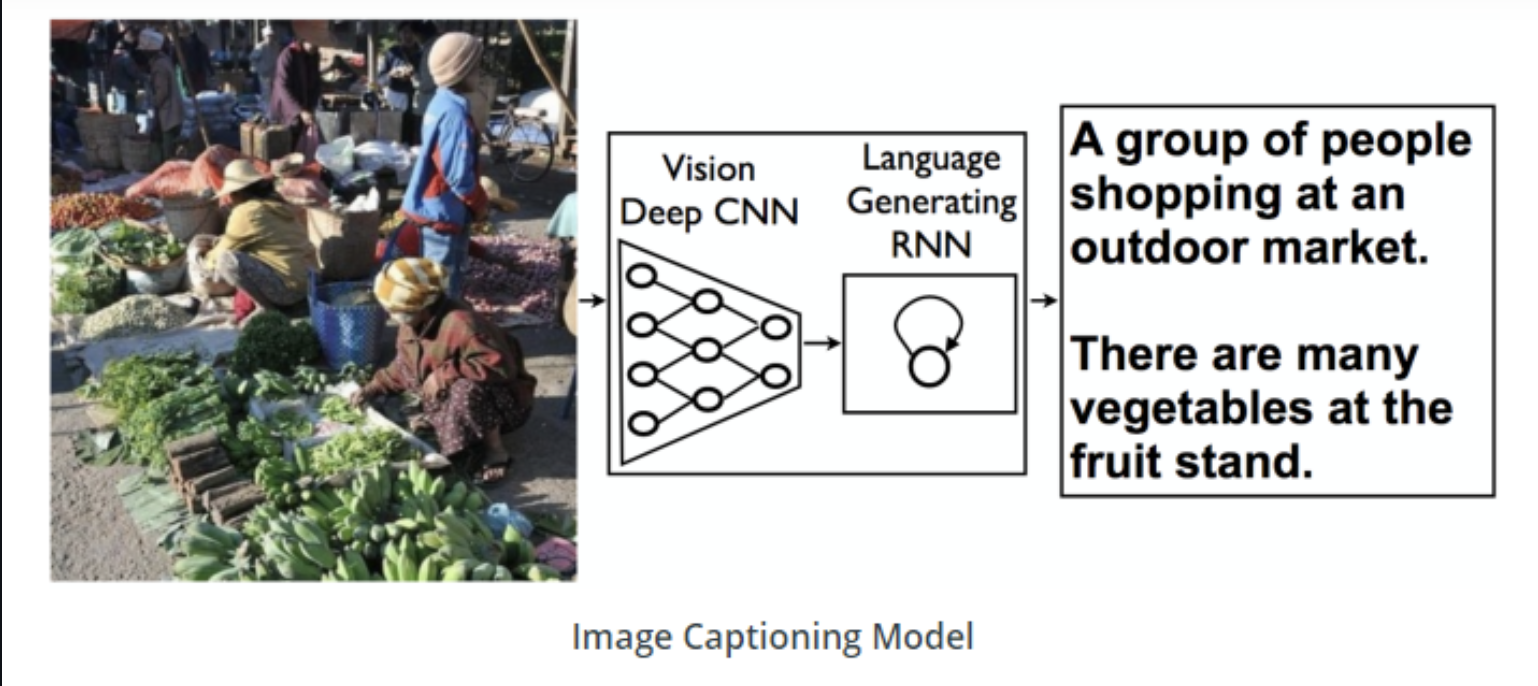 Vision
Deep CNN
Language
Generating
RNN
A group of people
shopping at an
outdoor market.
There are many
vegetables at the
fruit stand.
Image Captioning Model